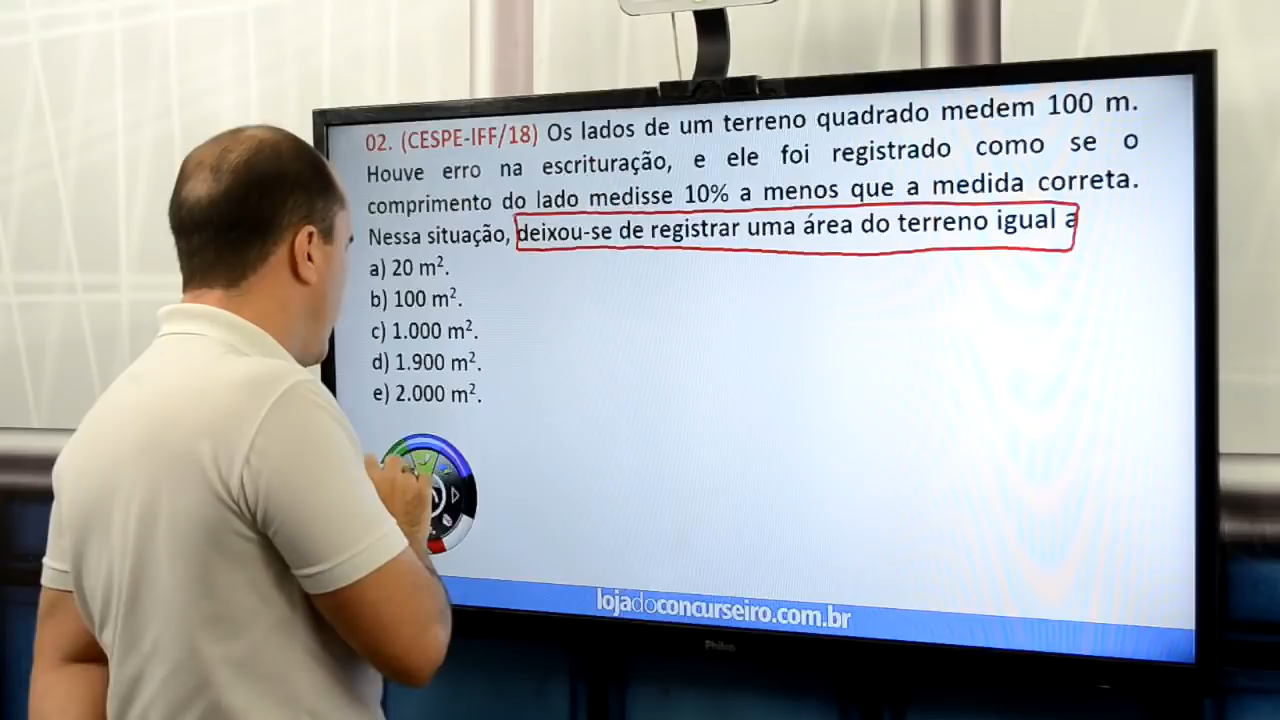 02. (CESPE-IFF/18) Os lados de um terreno quadrado medem 100 m.
Houve erro na escrituração, e ele foi registrado como se o
comprimento do lado medisse 10% a menos que a medida correta.
Nessa situação, deixou-se de registrar uma área do terreno igual a
a) 20 m².
b) 100 m².
c) 1.000 m².
d) 1.900 m².
e) 2.000 m².
lojadoconcurseiro.com.br
Philco